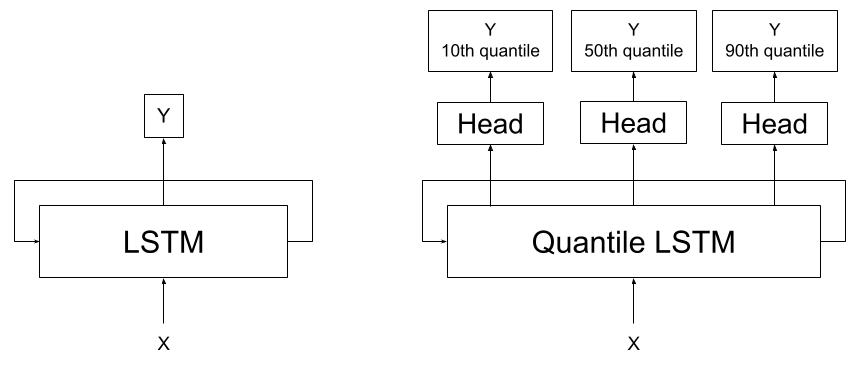 Y
LSTM
X
Y
10th quantile
Y
50th quantile
Y
90th quantile
Head
Head
Head
Quantile LSTM
X